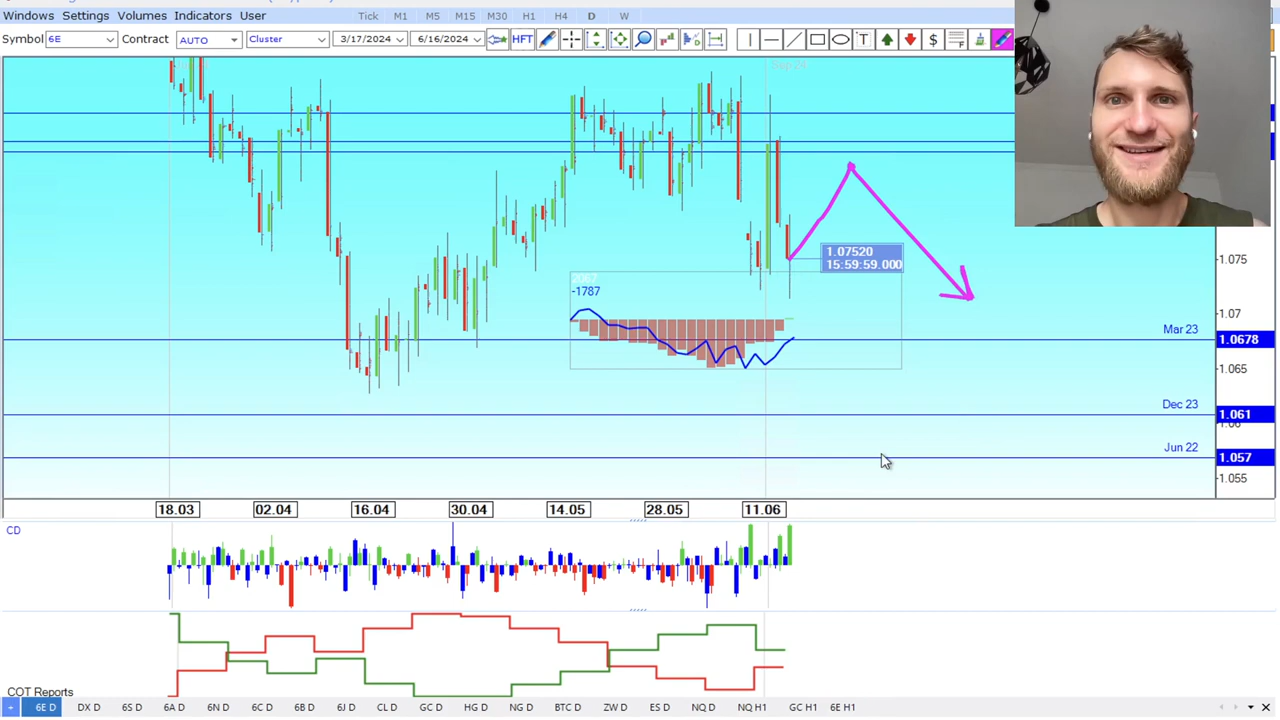 Windows Settings Volumes Indicators User Tick M1 M5 M15 M30 H1 H4 D W
Symbol 6E Contract AUTO Cluster 3/17/2024 6/16/2024 HFT T $ F
Sep 24
1.07520
15:59:59.000
1.075
-1787
1.07
Mar 23 1.0678
1.065
Dec 23 1.061
1.06
Jun 22 1.057
1.055
18.03 02.04 16.04 30.04 14.05 28.05 11.06
CD
COT Reports
+ 6E D DX D 6S D 6A D 6N D 6C D 6B D 6J D CL D GC D HG D NG D BTC D ZW D ES D NQ D NQ H1 GC H1 6E H1